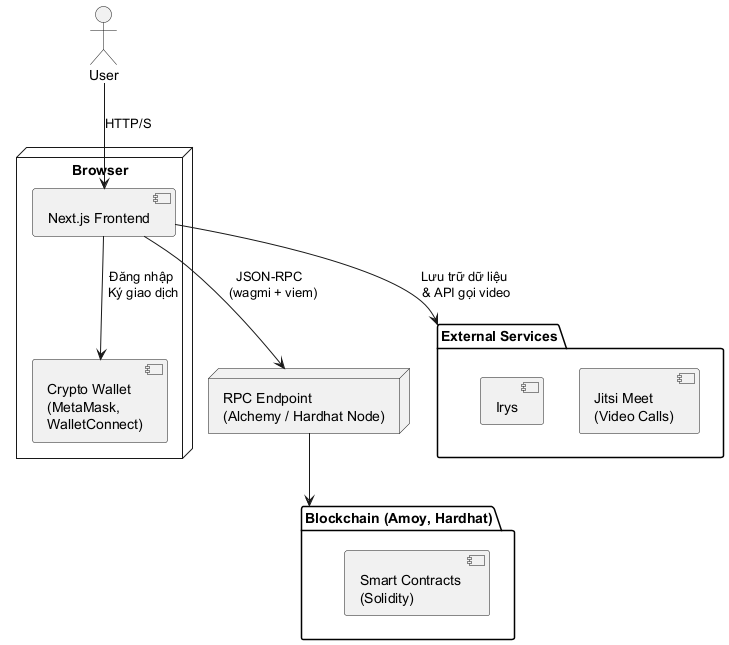 User
HTTP/S
Browser
Next.js Frontend
Đăng nhập
Ký giao dịch
JSON-RPC
(wagmi + viem)
Lưu trữ dữ liệu
& API gọi video
Crypto Wallet
(MetaMask,
WalletConnect)
RPC Endpoint
(Alchemy / Hardhat Node)
External Services
Irys
Jitsi Meet
(Video Calls)
Blockchain (Amoy, Hardhat)
Smart Contracts
(Solidity)